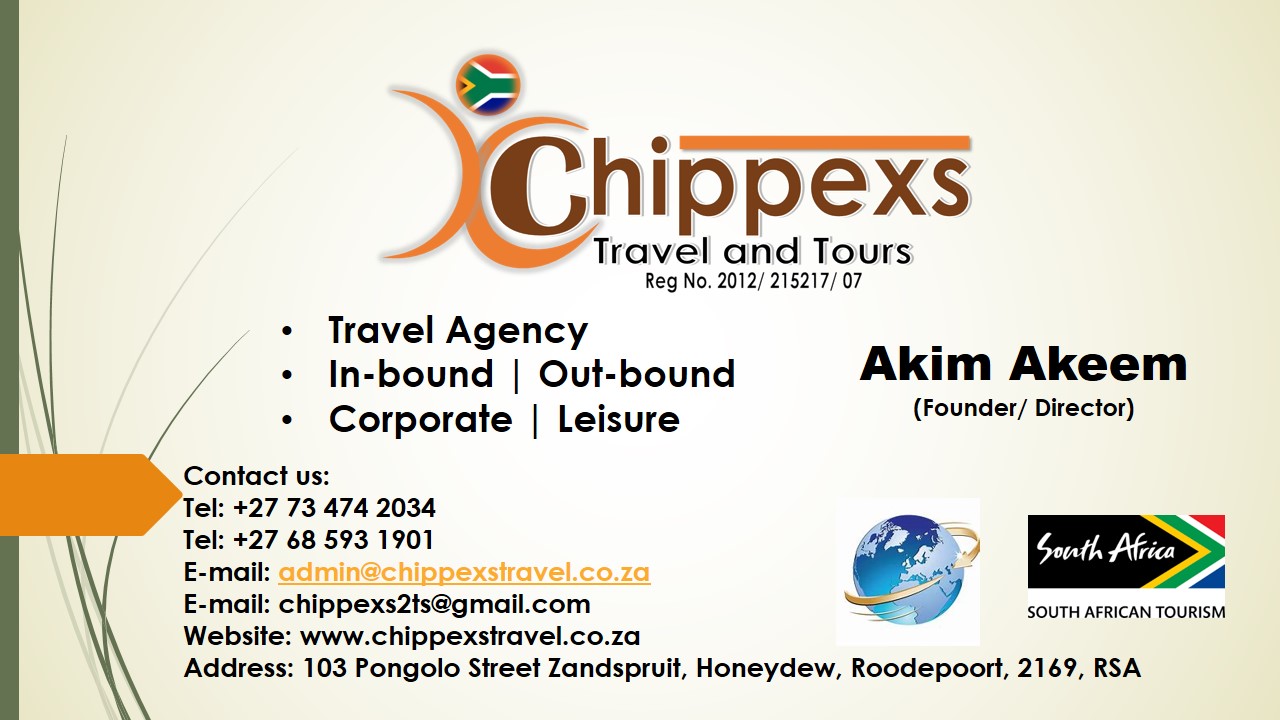 Chippexs
Travel and Tours
Reg No. 2012/ 215217/ 07
• Travel Agency
• In-bound | Out-bound
• Corporate | Leisure
Akim Akeem
(Founder/ Director)
Contact us:
Tel: +27 73 474 2034
Tel: +27 68 593 1901
E-mail: admin@chippexstravel.co.za
E-mail: chippexs2ts@gmail.com
Website: www.chippexstravel.co.za
Address: 103 Pongolo Street Zandspruit, Honeydew, Roodepoort, 2169, RSA
South Africa
SOUTH AFRICAN TOURISM